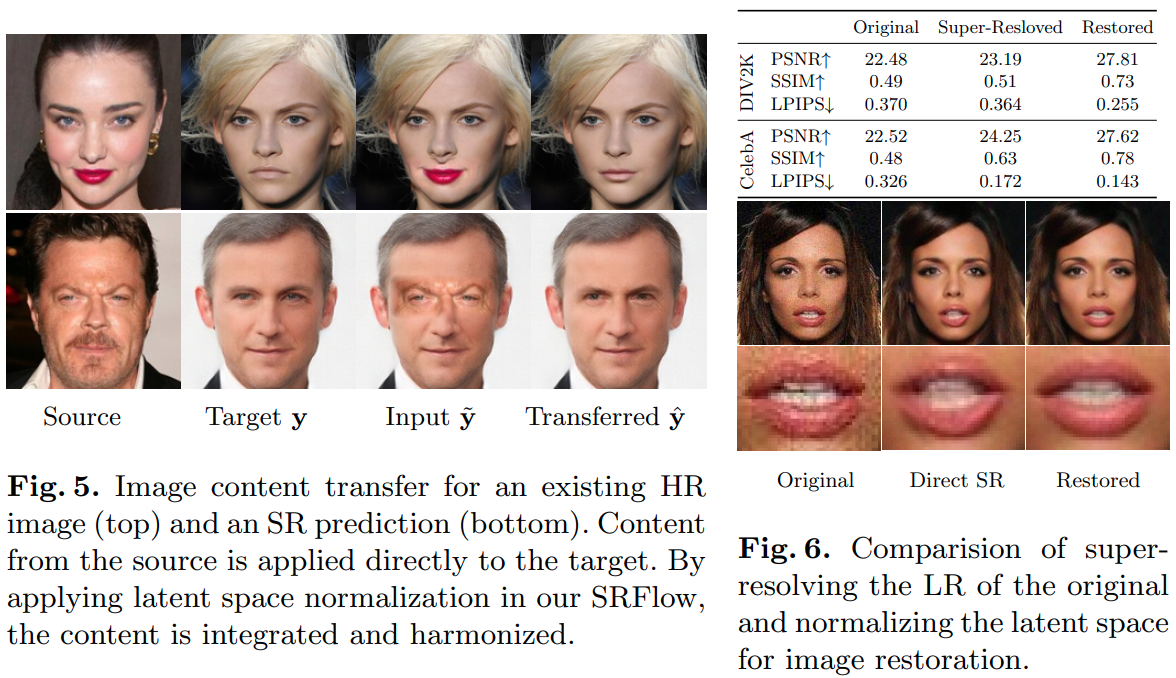 Source Target y Input ỹ Transferred ŷ
Fig. 5. Image content transfer for an existing HR
image (top) and an SR prediction (bottom). Content
from the source is applied directly to the target. By
applying latent space normalization in our SRFlow,
the content is integrated and harmonized.
Original Super-Resloved Restored
DIV2K
PSNR↑ 22.48 23.19 27.81
SSIM↑ 0.49 0.51 0.73
LPIPS↓ 0.370 0.364 0.255
CelebA
PSNR↑ 22.52 24.25 27.62
SSIM↑ 0.48 0.63 0.78
LPIPS↓ 0.326 0.172 0.143
Original Direct SR Restored
Fig. 6. Comparision of super-
resolving the LR of the original
and normalizing the latent space
for image restoration.